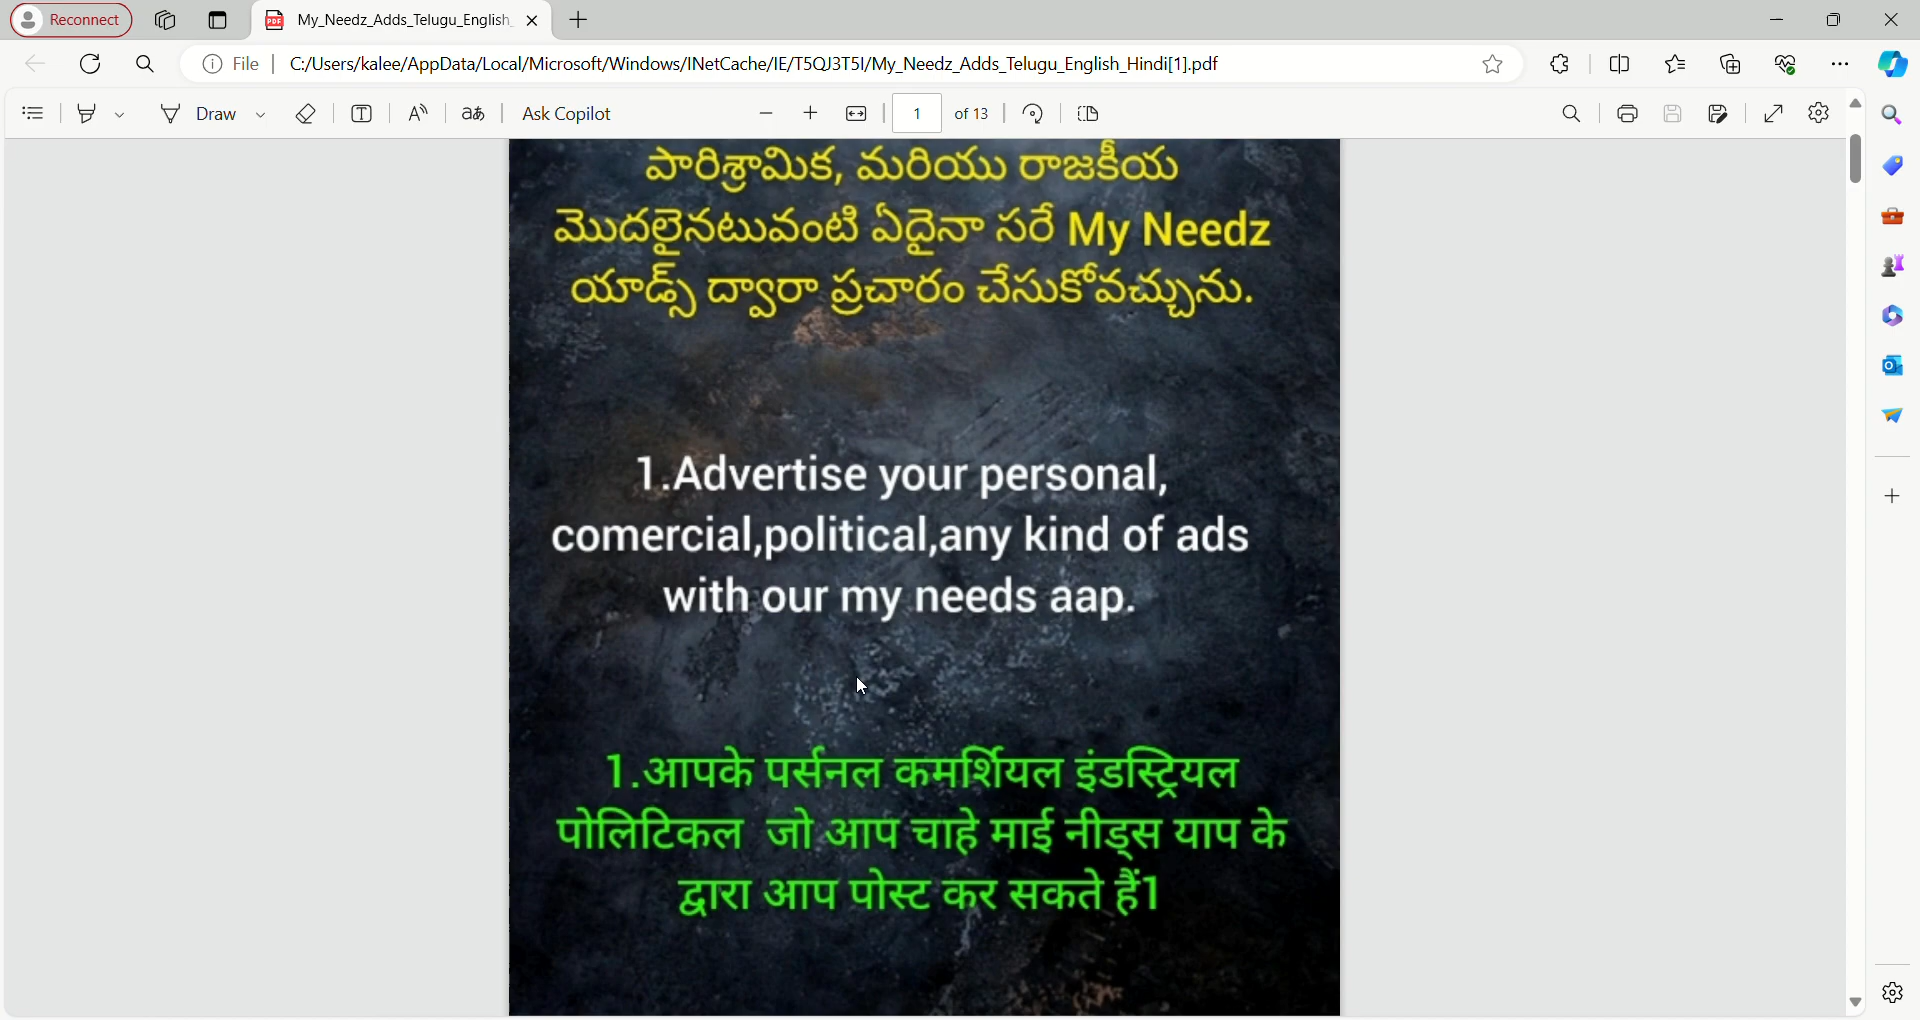 Reconnect
My_Needz_Adds_Telugu_English_
File
C:/Users/kalee/AppData/Local/Microsoft/Windows/INetCache/IE/T5QJ3T5I/My_Needz_Adds_Telugu_English_Hindi[1].pdf
Draw
Ask Copilot
1 of 13
పారిశ్రామిక, మరియు రాజకీయ
మొదలైనటువంటి ఏదైనా సరే My Needz
యాడ్స్ ద్వారా ప్రచారం చేసుకోవచ్చును.
1.Advertise your personal,
comercial,political,any kind of ads
with our my needs aap.
1.आपके पर्सनल कमर्शियल इंडस्ट्रियल
पोलिटिकल जो आप चाहे माई नीड्स याप के
द्वारा आप पोस्ट कर सकते हैं1